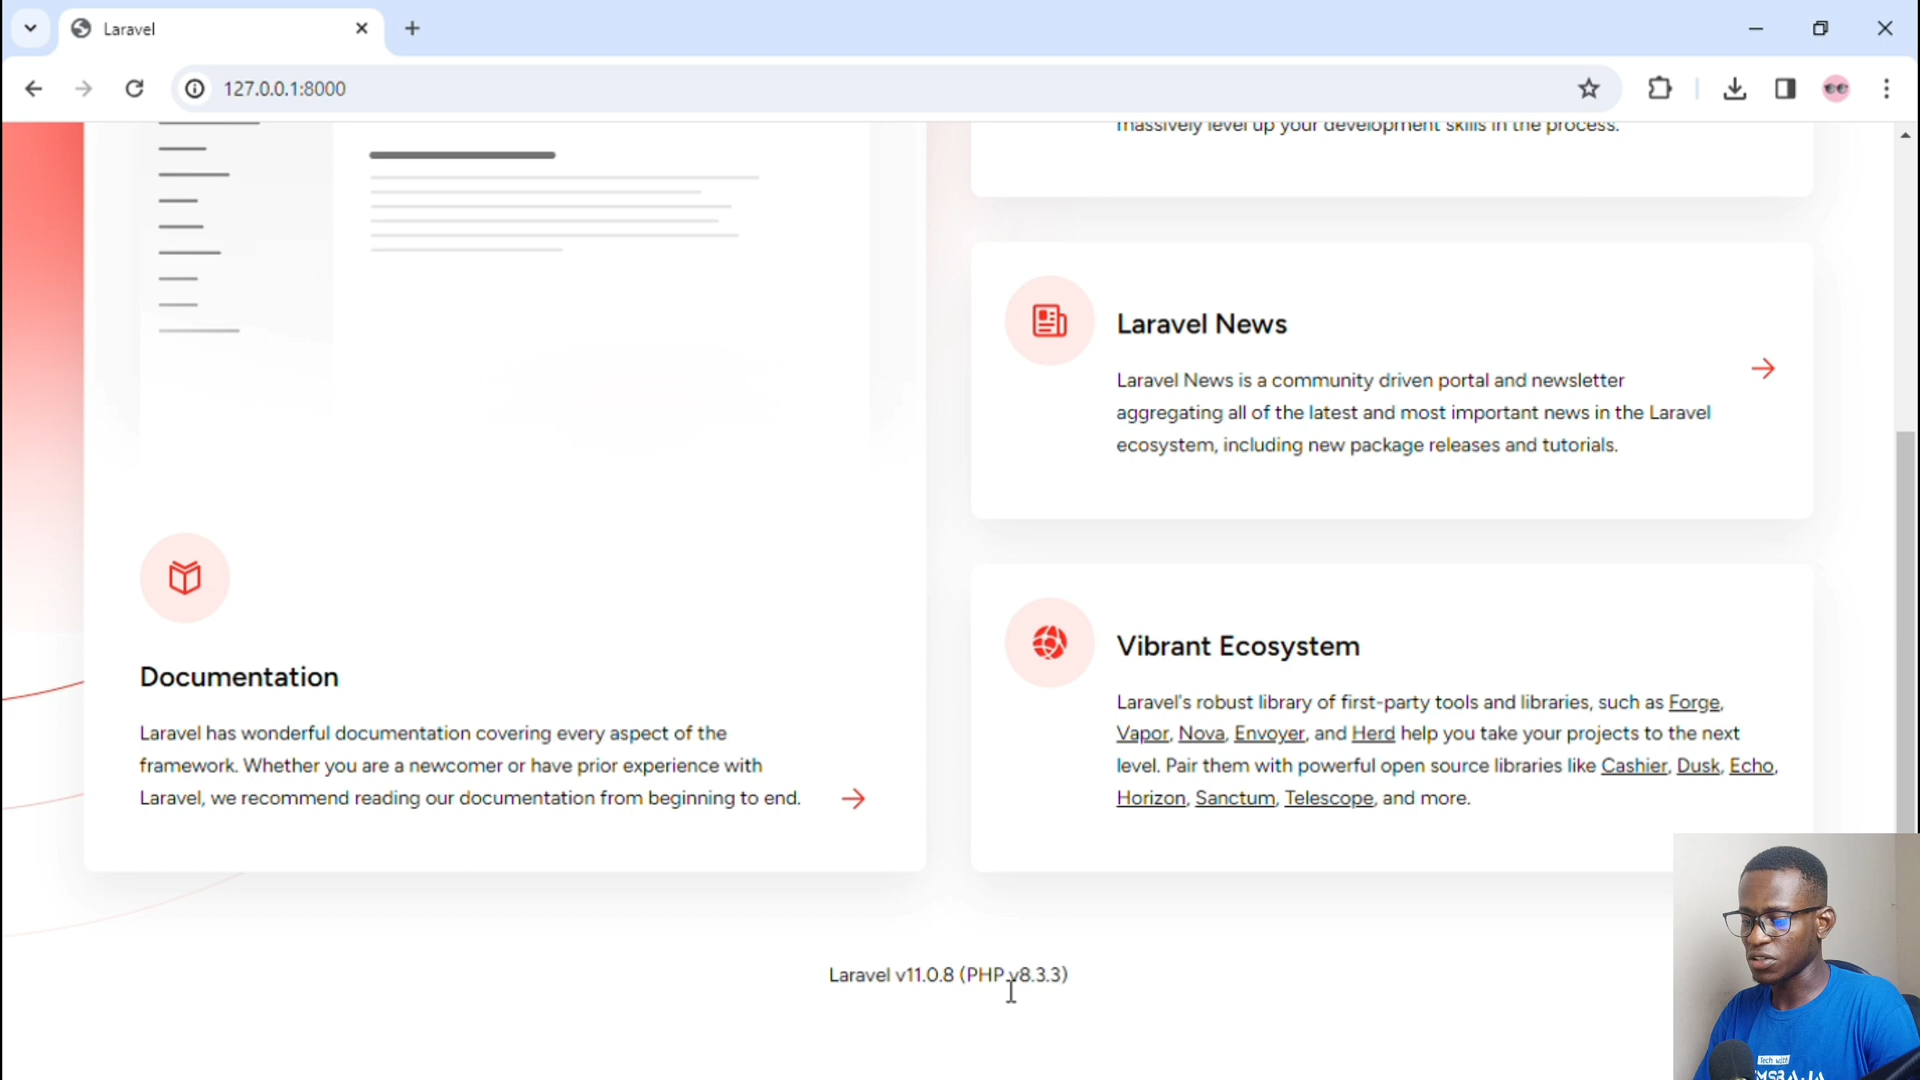 Laravel
127.0.0.1:8000
massively level up your development skills in the process.
Laravel News
Laravel News is a community driven portal and newsletter
aggregating all of the latest and most important news in the Laravel
ecosystem, including new package releases and tutorials.
Documentation
Laravel has wonderful documentation covering every aspect of the
framework. Whether you are a newcomer or have prior experience with
Laravel, we recommend reading our documentation from beginning to end.
Vibrant Ecosystem
Laravel's robust library of first-party tools and libraries, such as Forge,
Vapor, Nova, Envoyer, and Herd help you take your projects to the next
level. Pair them with powerful open source libraries like Cashier, Dusk, Echo,
Horizon, Sanctum, Telescope, and more.
Laravel v11.0.8 (PHP v8.3.3)
Tech with